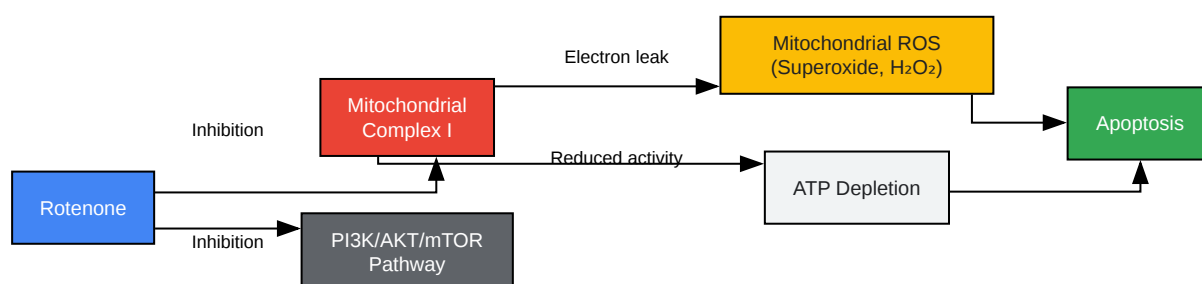 Mitochondrial ROS
(Superoxide, H₂O₂)
Electron leak
Mitochondrial
Complex I
Apoptosis
Inhibition
Reduced activity
ATP Depletion
Rotenone
PI3K/AKT/mTOR
Pathway
Inhibition